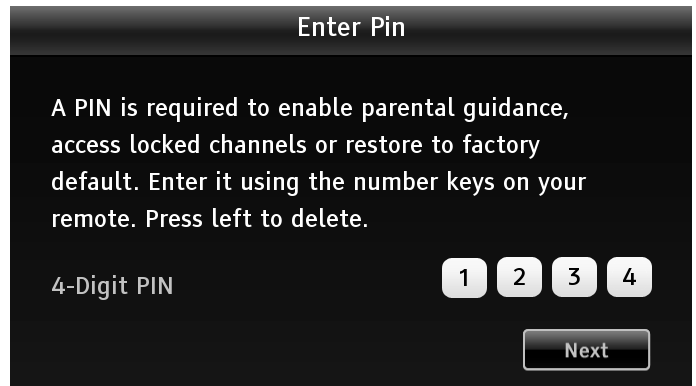 Enter Pin
A PIN is required to enable parental guidance,
access locked channels or restore to factory
default. Enter it using the number keys on your
remote. Press left to delete.
4-Digit PIN 1 2 3 4
Next